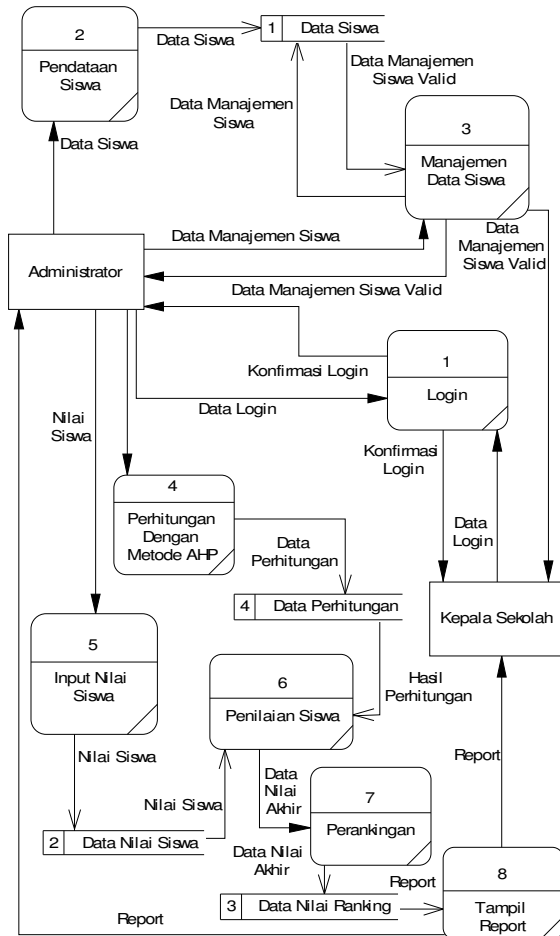 2
Pendataan
Siswa
Data Siswa
1 Data Siswa
Data Manajemen
Siswa Valid
Data Manajemen
Siswa
3
Manajemen
Data Siswa
Data Siswa
Data Manajemen Siswa
Data
Manajemen
Siswa Valid
Administrator
Data Manajemen Siswa Valid
Konfirmasi Login
1
Login
Data Login
Nilai
Siswa
Konfirmasi
Login
4
Perhitungan
Dengan
Metode AHP
Data
Perhitungan
Data
Login
4 Data Perhitungan
Kepala Sekolah
5
Input Nilai
Siswa
6
Penilaian Siswa
Hasil
Perhitungan
Nilai Siswa
Nilai Siswa
Data
Nilai
Akhir
Report
7
Perankingan
2 Data Nilai Siswa
Data Nilai
Akhir
3 Data Nilai Ranking
Report
8
Tampil
Report
Report